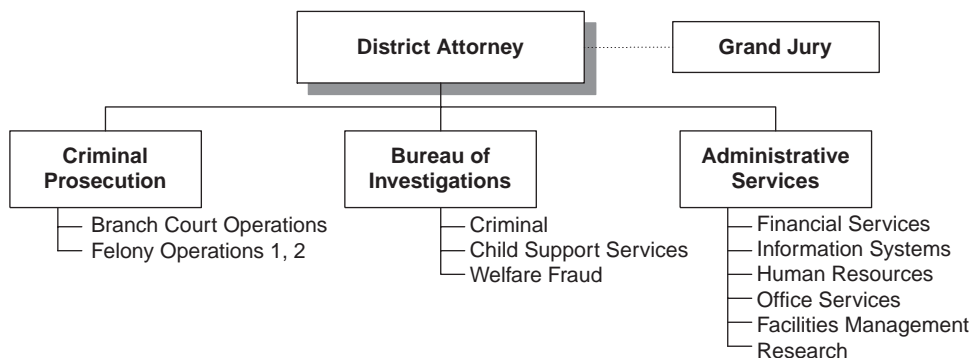 District Attorney
Grand Jury
Criminal
Prosecution
Branch Court Operations
Felony Operations 1, 2
Bureau of
Investigations
Criminal
Child Support Services
Welfare Fraud
Administrative
Services
Financial Services
Information Systems
Human Resources
Office Services
Facilities Management
Research